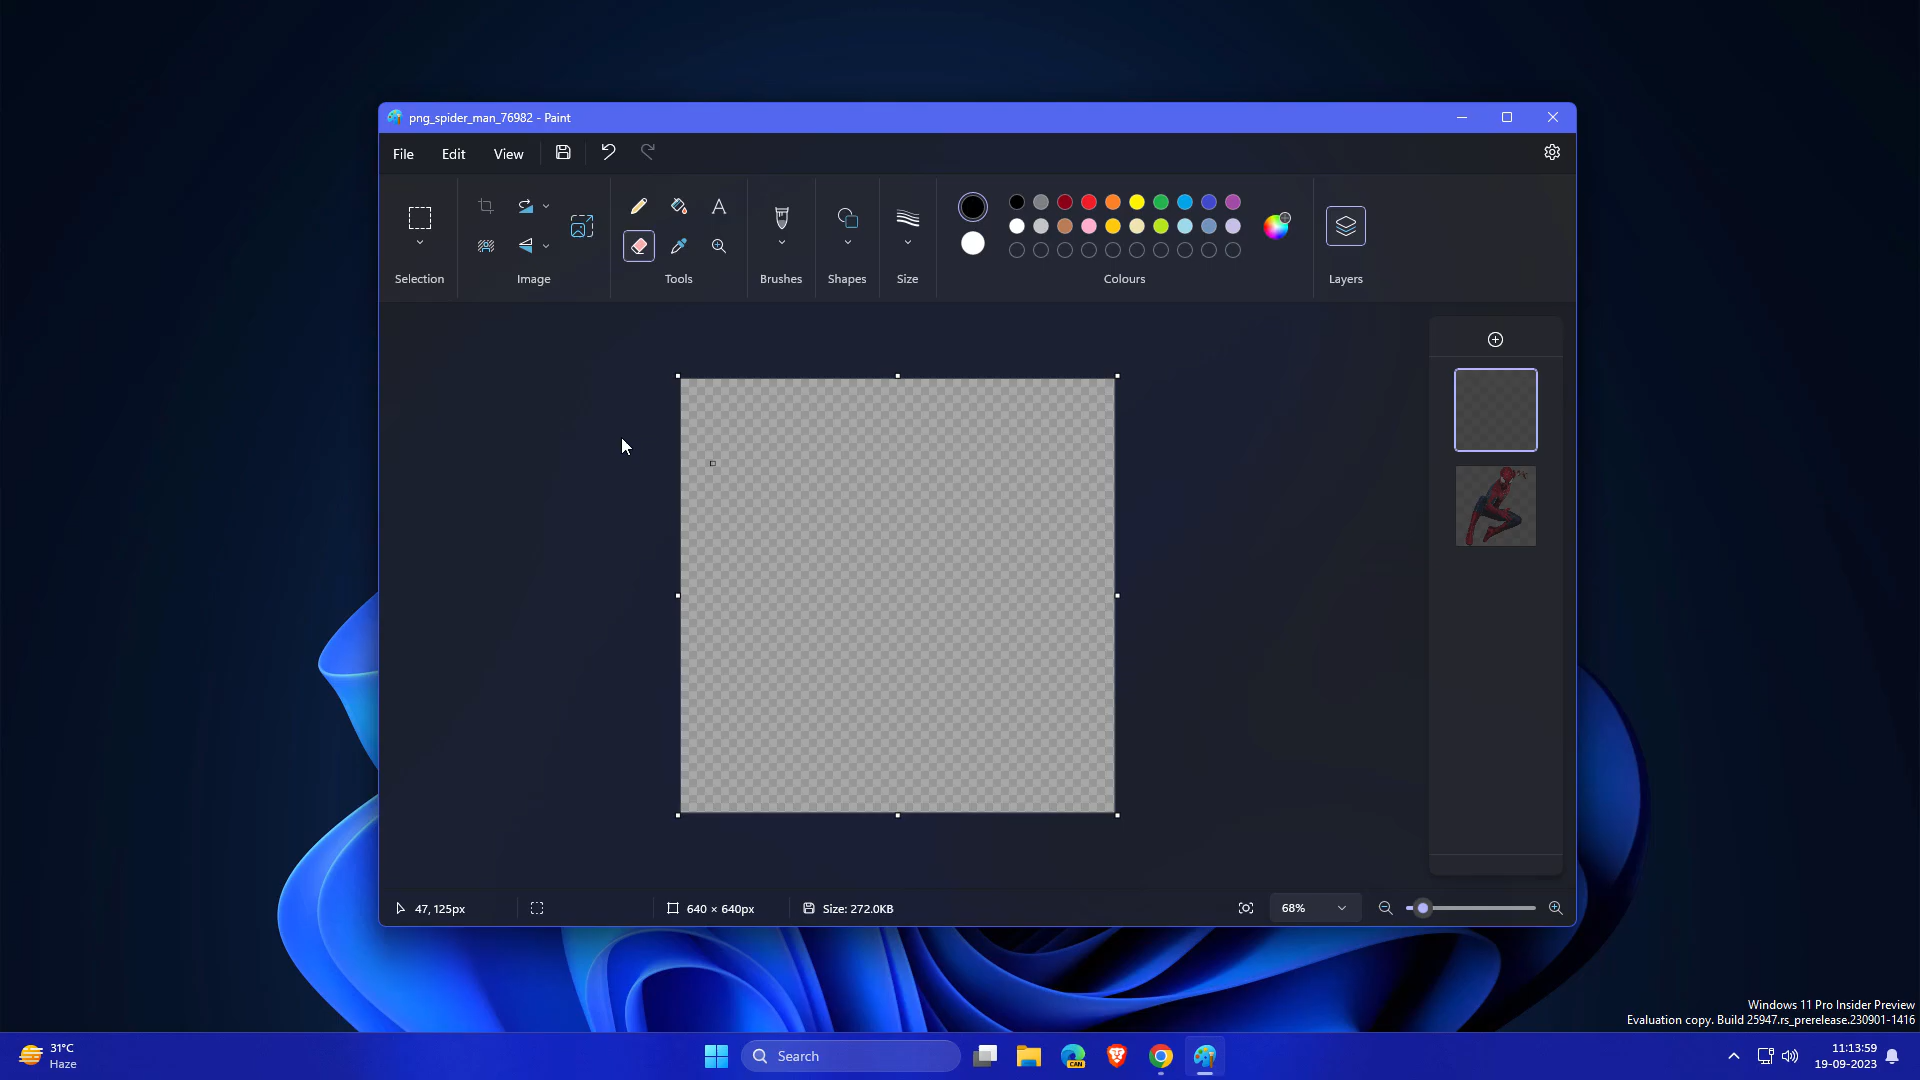 png_spider_man_76982 - Paint
File Edit View
Selection Image Tools Brushes Shapes Size Colours Layers
47, 125px 640 × 640px Size: 272.0KB 68%
Windows 11 Pro Insider Preview
Evaluation copy. Build 25947.rs_prerelease.230901-1416
31°C
Haze
Search
CAN
11:13:59
19-09-2023